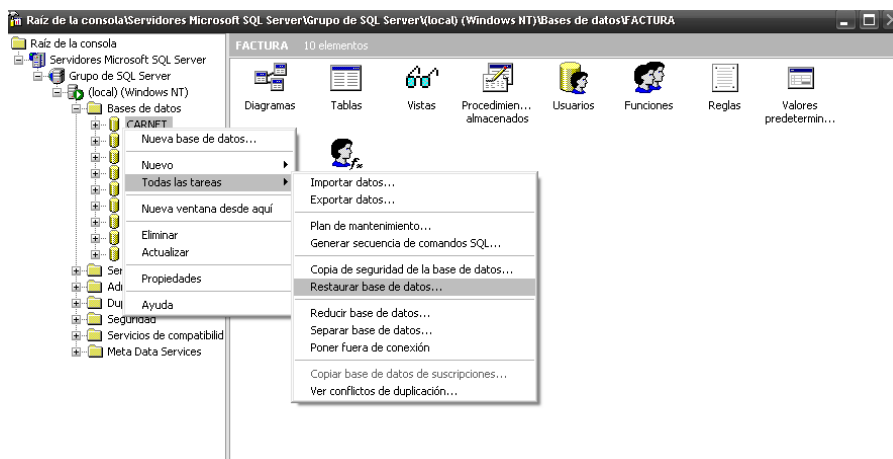 Raíz de la consola\Servidores Microsoft SQL Server\Grupo de SQL Server\(local) (Windows NT)\Bases de datos\FACTURA
Raíz de la consola
Servidores Microsoft SQL Server
Grupo de SQL Server
(local) (Windows NT)
Bases de datos
CARNET
Ser
Adr
Dup
Seguridad
Servicios de compatibilid
Meta Data Services
FACTURA 10 elementos
Diagramas
Tablas
Vistas
Procedimien...
almacenados
Usuarios
Funciones
Reglas
Valores
predetermin...
Nueva base de datos...
Nuevo
Todas las tareas
Nueva ventana desde aquí
Eliminar
Actualizar
Propiedades
Ayuda
Importar datos...
Exportar datos...
Plan de mantenimiento...
Generar secuencia de comandos SQL...
Copia de seguridad de la base de datos...
Restaurar base de datos...
Reducir base de datos...
Separar base de datos...
Poner fuera de conexión
Copiar base de datos de suscripciones...
Ver conflictos de duplicación...